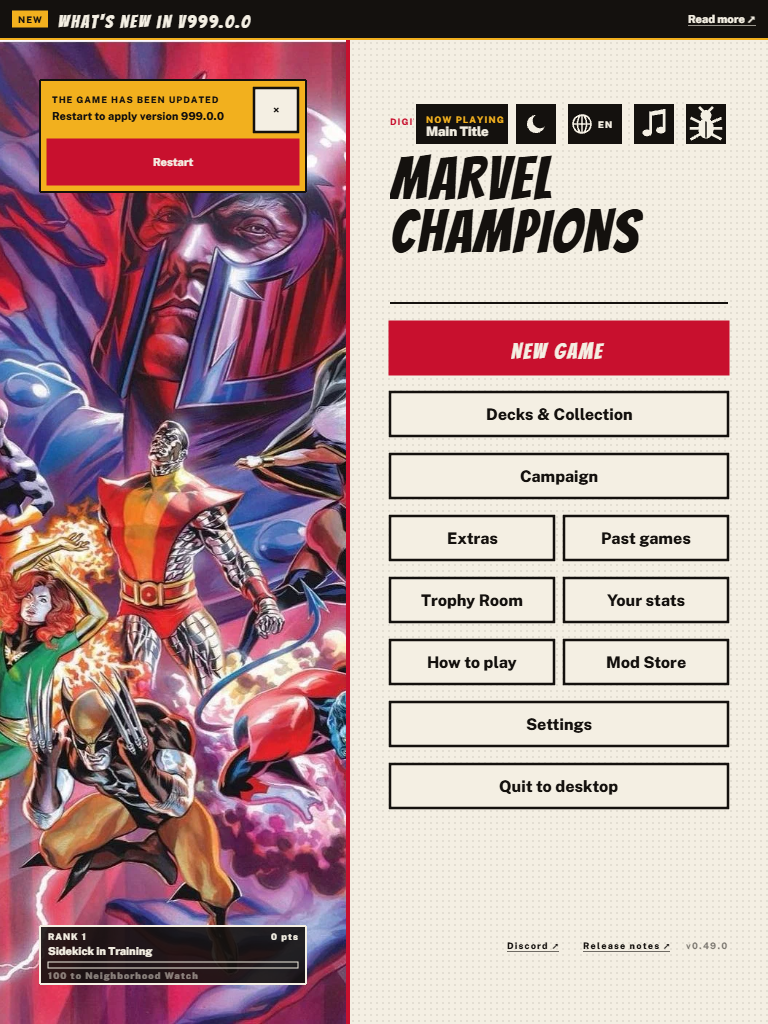 NEW WHAT'S NEW IN V999.0.0 Read more ↗
THE GAME HAS BEEN UPDATED
Restart to apply version 999.0.0
×
Restart
NOW PLAYING
Main Title
EN
MARVEL
CHAMPIONS
NEW GAME
Decks & Collection
Campaign
Extras
Past games
Trophy Room
Your stats
How to play
Mod Store
Settings
Quit to desktop
RANK 1 0 pts
Sidekick in Training
100 to Neighborhood Watch
Discord ↗ Release notes ↗ v0.49.0